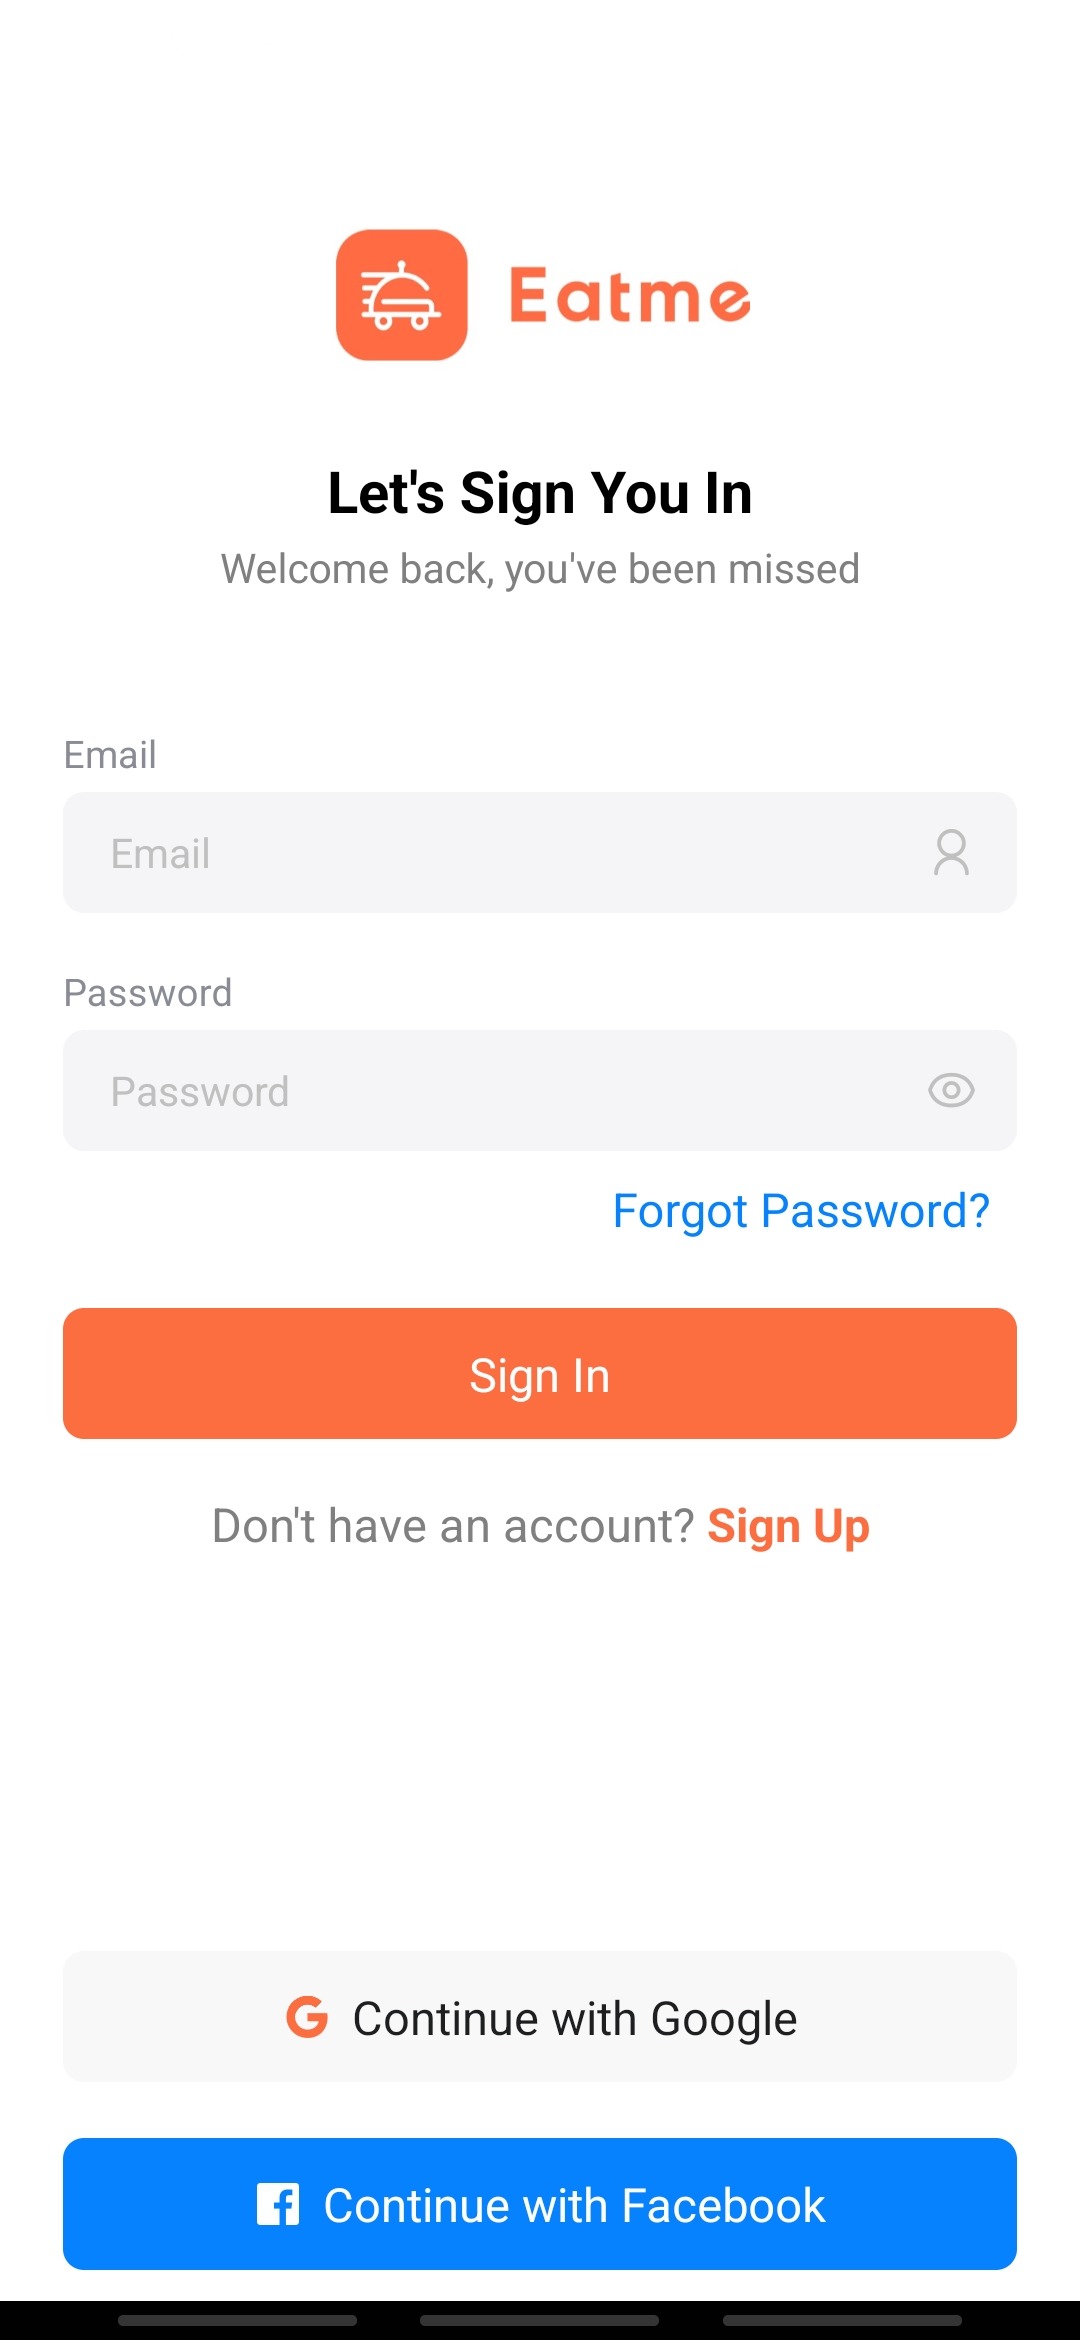 Eatme
Let's Sign You In
Welcome back, you've been missed
Email
Email
Password
Password
Forgot Password?
Sign In
Don't have an account? Sign Up
Continue with Google
Continue with Facebook